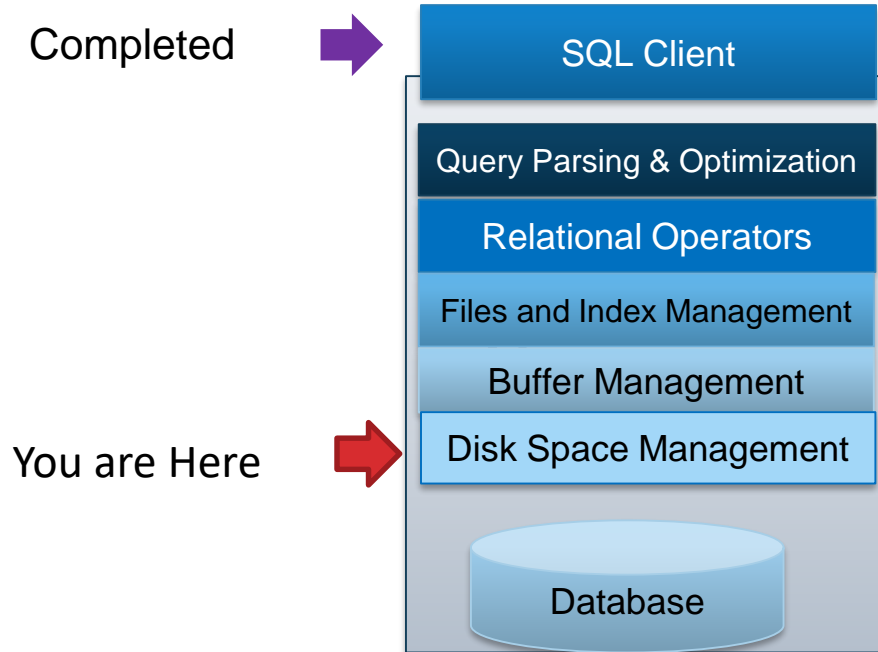 Completed
SQL Client
Query Parsing & Optimization
Relational Operators
Files and Index Management
Buffer Management
You are Here
Disk Space Management
Database